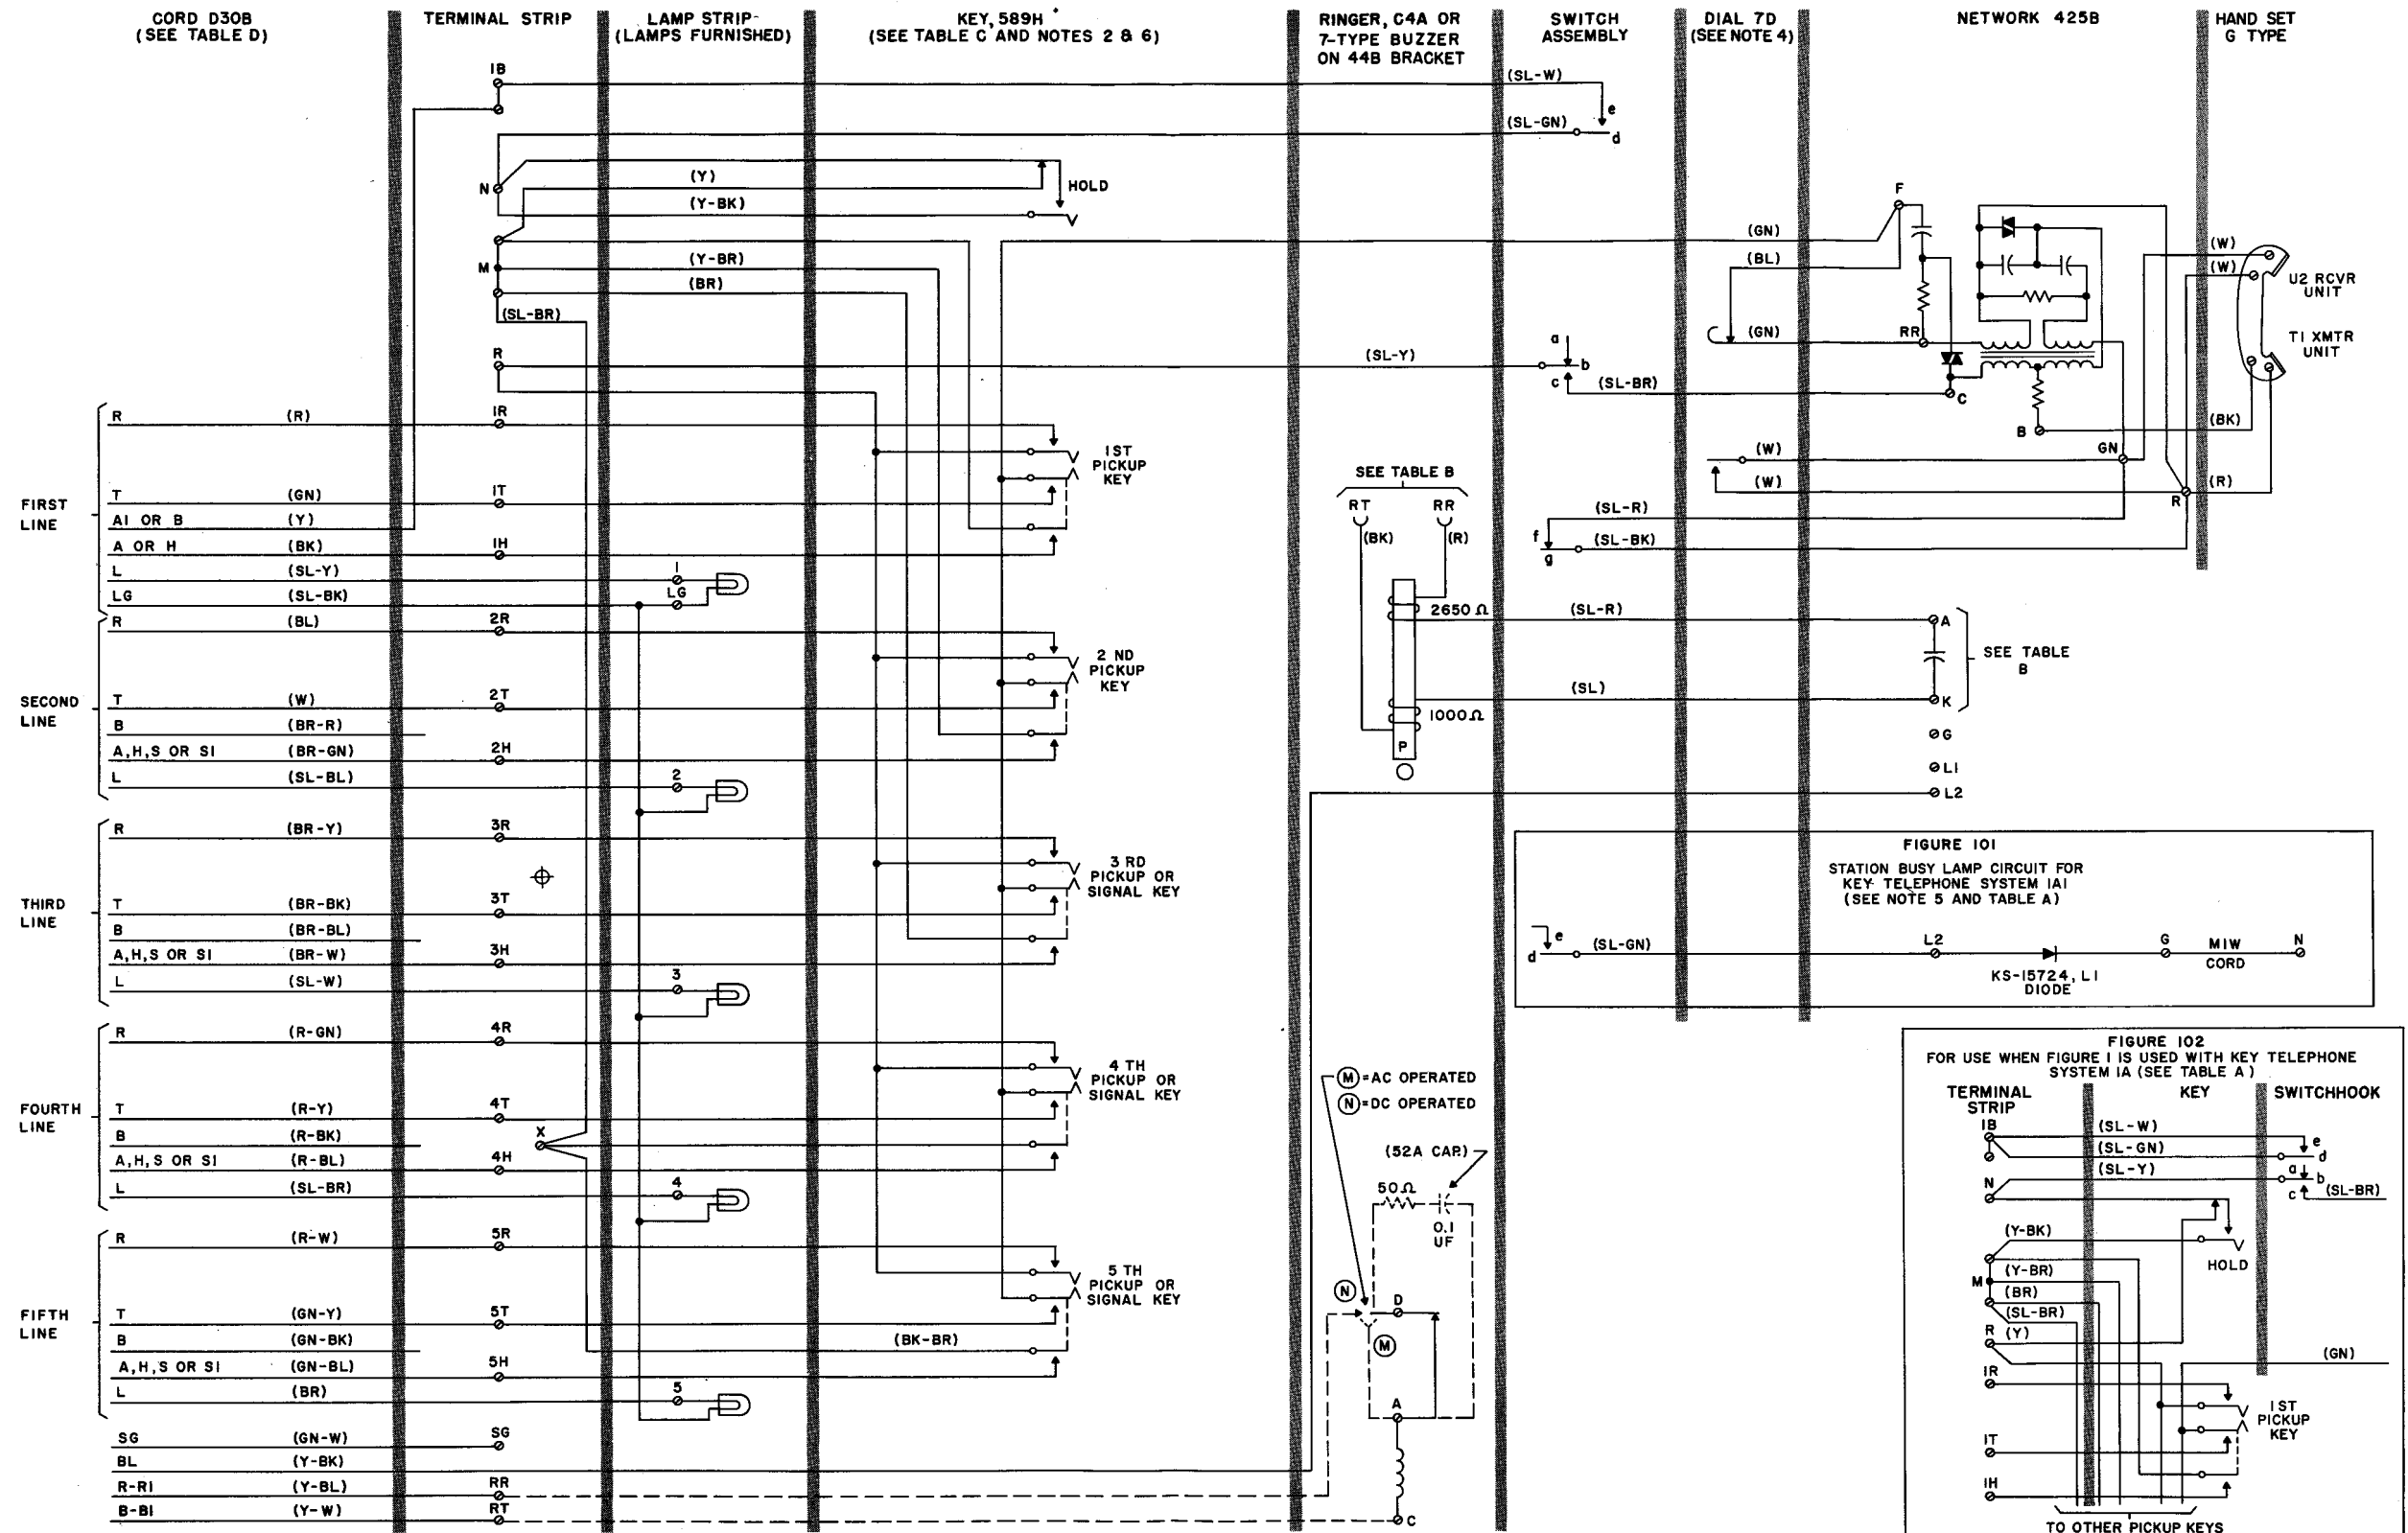 CORD D30B
(SEE TABLE D)
TERMINAL STRIP
LAMP STRIP-
(LAMPS FURNISHED)
KEY, 589H
(SEE TABLE C AND NOTES 2 & 6)
RINGER, C4A OR
7-TYPE BUZZER
ON 44B BRACKET
SWITCH
ASSEMBLY
DIAL 7D
(SEE NOTE 4)
NETWORK 425B
HAND SET
G TYPE
1B
(SL-W)
e
(SL-GN)
d
N
(Y)
HOLD
(Y-BK)
M
(Y-BR)
(BR)
(SL-BR)
R
(SL-Y)
a
b
c
(SL-BR)
(GN)
(BL)
(GN)
F
RR
C
B
GN
R
(W)
(W)
U2 RCVR
UNIT
T1 XMTR
UNIT
(BK)
(R)
(W)
(W)
f
(SL-R)
g
(SL-BK)
FIRST
LINE
R (R) 1R
T (GN) 1T
A1 OR B (Y)
A OR H (BK) 1H
L (SL-Y) 1
LG (SL-BK) LG
1ST
PICKUP
KEY
SECOND
LINE
R (BL) 2R
T (W) 2T
B (BR-R)
A,H,S OR S1 (BR-GN) 2H
L (SL-BL) 2
2 ND
PICKUP
KEY
THIRD
LINE
R (BR-Y) 3R
T (BR-BK) 3T
B (BR-BL)
A,H,S OR S1 (BR-W) 3H
L (SL-W) 3
3 RD
PICKUP OR
SIGNAL KEY
FOURTH
LINE
R (R-GN) 4R
T (R-Y) 4T
B (R-BK) X
A,H,S OR S1 (R-BL) 4H
L (SL-BR) 4
4 TH
PICKUP OR
SIGNAL KEY
FIFTH
LINE
R (R-W) 5R
T (GN-Y) 5T
B (GN-BK) (BK-BR)
A,H,S OR S1 (GN-BL) 5H
L (BR) 5
5 TH
PICKUP OR
SIGNAL KEY
SG (GN-W) SG
BL (Y-BK)
R-R1 (Y-BL) RR
B-B1 (Y-W) RT
SEE TABLE B
RT RR
(BK) (R)
2650 Ω
1000 Ω
P
(SL-R)
A
(SL)
K
SEE TABLE
B
G
L1
L2
M =AC OPERATED
N =DC OPERATED
(52A CAP.)
50 Ω
0.1
UF
N
D
M
A
C
FIGURE 101
STATION BUSY LAMP CIRCUIT FOR
KEY TELEPHONE SYSTEM 1A1
(SEE NOTE 5 AND TABLE A)
e
d
(SL-GN)
L2
KS-15724, L1
DIODE
G
M1W
CORD
N
FIGURE 102
FOR USE WHEN FIGURE 1 IS USED WITH KEY TELEPHONE
SYSTEM 1A (SEE TABLE A)
TERMINAL
STRIP
KEY
SWITCHHOOK
1B
(SL-W)
e
(SL-GN)
d
(SL-Y)
a
b
c
(SL-BR)
N
(Y-BK)
HOLD
M
(Y-BR)
(BR)
(SL-BR)
R
(Y)
(GN)
1R
1ST
PICKUP
KEY
1T
1H
TO OTHER PICKUP KEYS